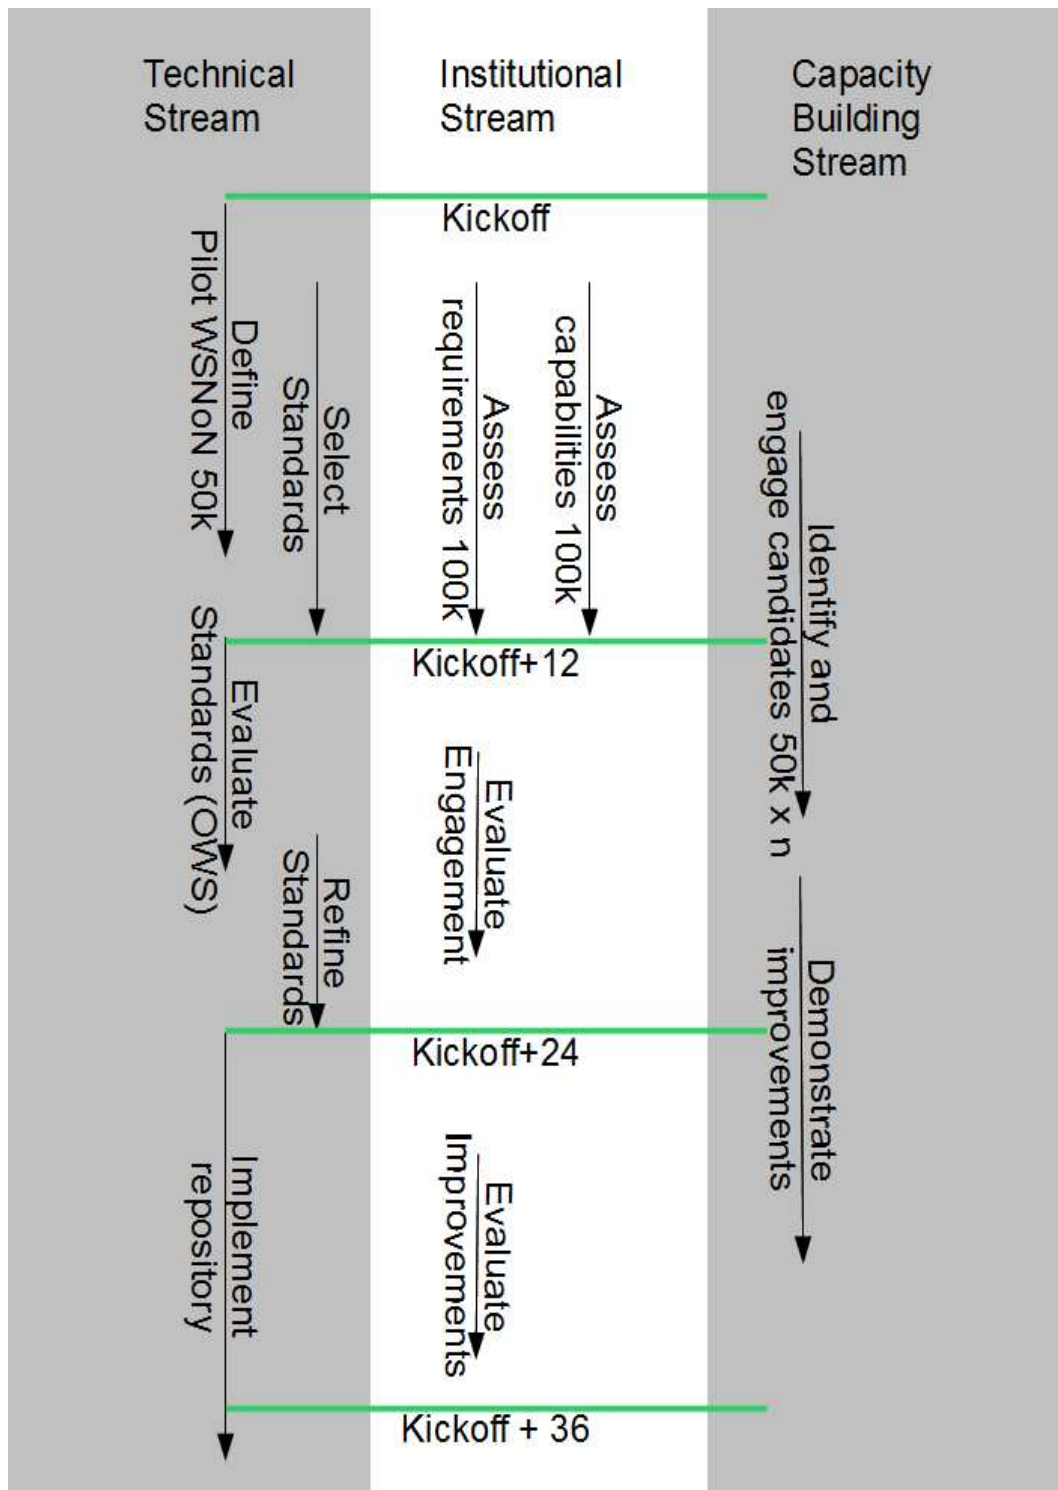 Technical
Stream
Institutional
Stream
Capacity
Building
Stream
Kickoff
Define
Pilot WSNoN 50k
Select
Standards
Assess
requirements 100k
Assess
capabilities 100k
Identify and
engage candidates 50k x n
Kickoff+12
Evaluate
Standards (OWS)
Refine
Standards
Evaluate
Engagement
Demonstrate
improvements
Kickoff+24
Implement
repository
Evaluate
Improvements
Kickoff + 36